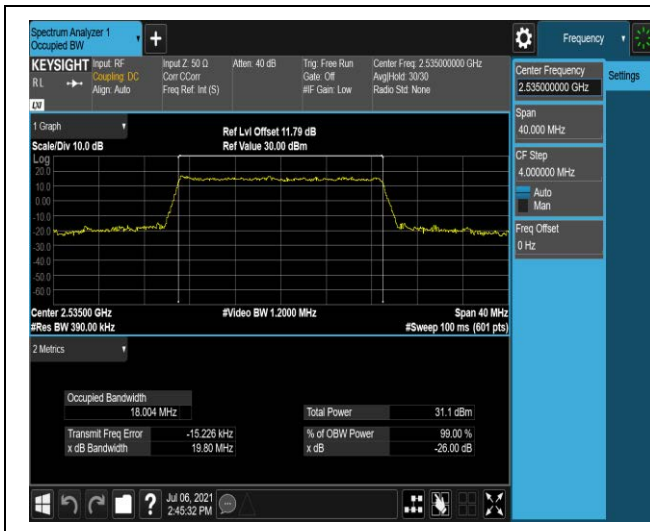 Spectrum Analyzer 1
Occupied BW
Frequency
KEYSIGHT
RL
Input: RF
Coupling: DC
Align: Auto
Input Z: 50 Ω
Corr CCorr
Freq Ref: Int (S)
Atten: 40 dB
Trig: Free Run
Gate: Off
#IF Gain: Low
Center Freq: 2.535000000 GHz
Avg|Hold: 30/30
Radio Std: None
LXI
1 Graph
Scale/Div 10.0 dB
Ref Lvl Offset 11.79 dB
Ref Value 30.00 dBm
Log
20.0
10.0
0.00
-10.0
-20.0
-30.0
-40.0
-50.0
-60.0
Center 2.53500 GHz
#Res BW 390.00 kHz
#Video BW 1.2000 MHz
Span 40 MHz
#Sweep 100 ms (601 pts)
2 Metrics
Occupied Bandwidth
18.004 MHz
Transmit Freq Error -15.226 kHz
x dB Bandwidth 19.80 MHz
Total Power 31.1 dBm
% of OBW Power 99.00 %
x dB -26.00 dB
Center Frequency
2.535000000 GHz
Settings
Span
40.000 MHz
CF Step
4.000000 MHz
Auto
Man
Freq Offset
0 Hz
?
Jul 06, 2021
2:45:32 PM